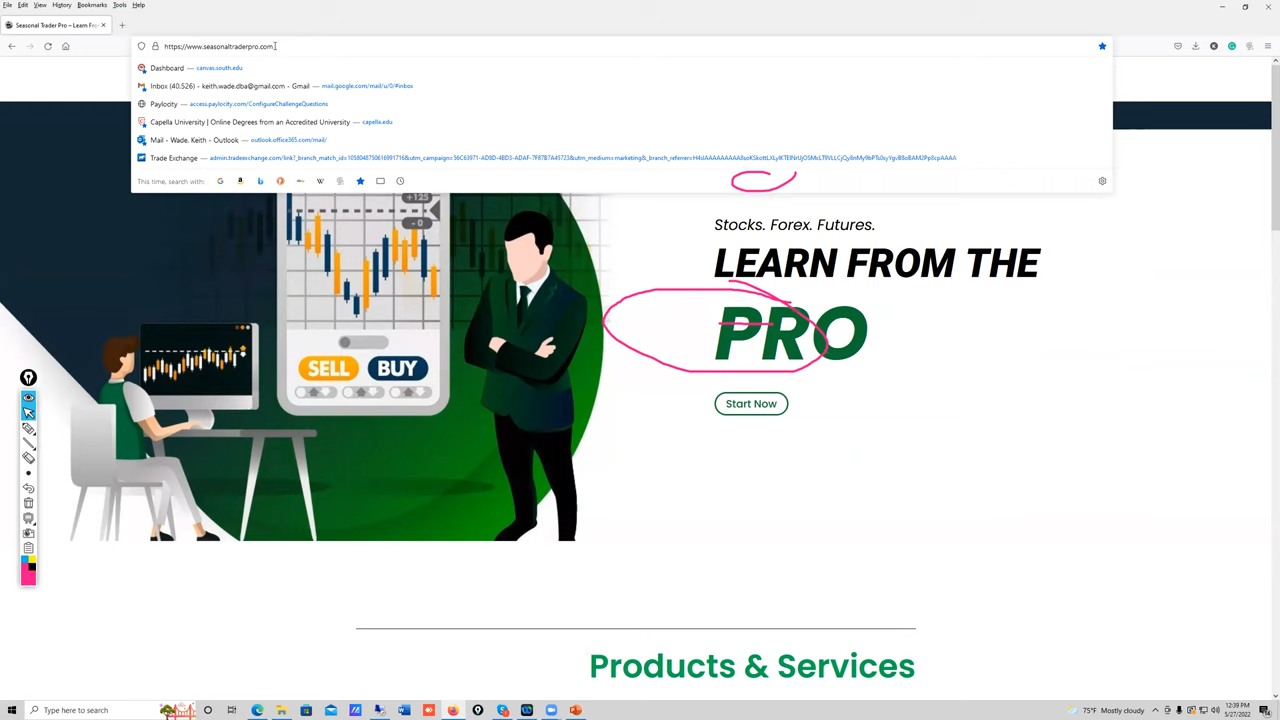 File Edit View History Bookmarks Tools Help
Seasonal Trader Pro – Learn Fro
https://www.seasonaltraderpro.com
Dashboard — canvas.south.edu
Inbox (40,526) - keith.wade.dba@gmail.com - Gmail — mail.google.com/mail/u/0/#inbox
Paylocity — access.paylocity.com/ConfigureChallengeQuestions
Capella University | Online Degrees from an Accredited University — capella.edu
Mail - Wade, Keith - Outlook — outlook.office365.com/mail/
Trade Exchange —
This time, search with:
+125
+ 0
SELL BUY
Stocks. Forex. Futures.
LEARN FROM THE
PRO
Start Now
Products & Services
Type here to search
75°F Mostly cloudy
12:39 PM
5/27/2022